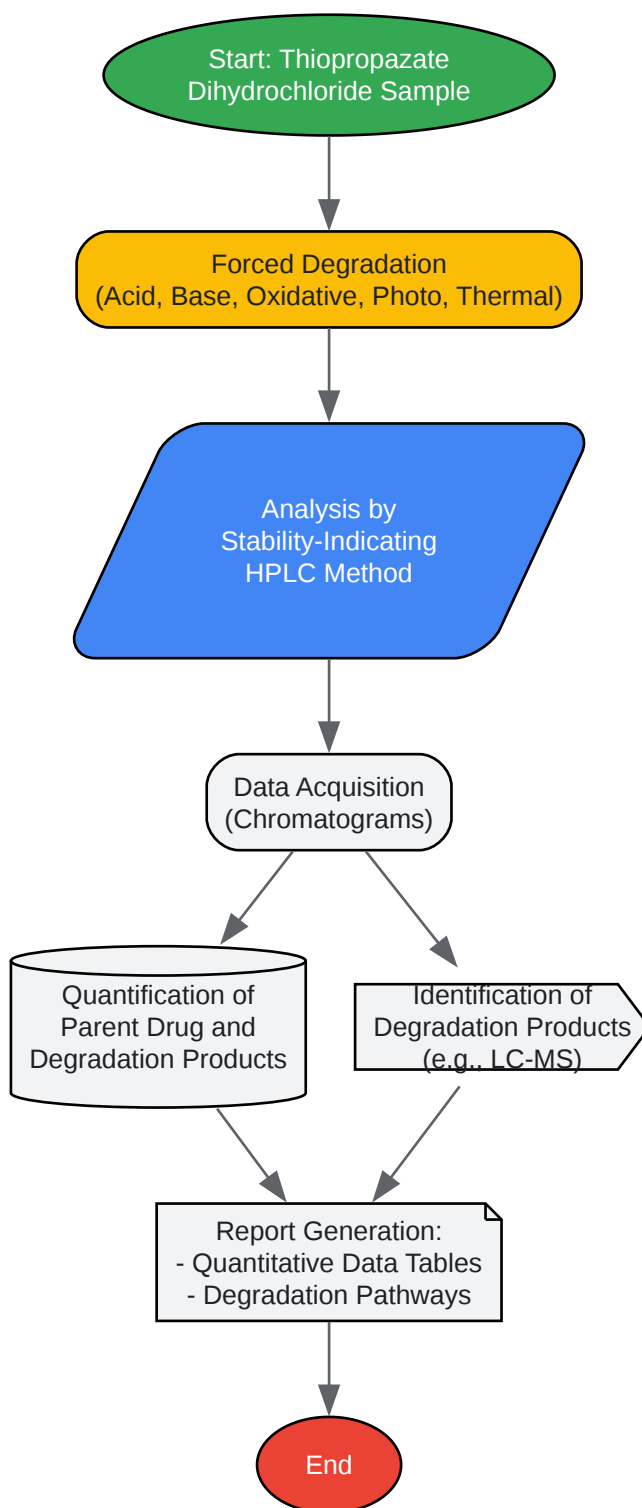 Start: Thiopropazate
Dihydrochloride Sample
Forced Degradation
(Acid, Base, Oxidative, Photo, Thermal)
Analysis by
Stability-Indicating
HPLC Method
Data Acquisition
(Chromatograms)
Quantification of
Parent Drug and
Degradation Products
Identification of
Degradation Products
(e.g., LC-MS)
Report Generation:
- Quantitative Data Tables
- Degradation Pathways
End